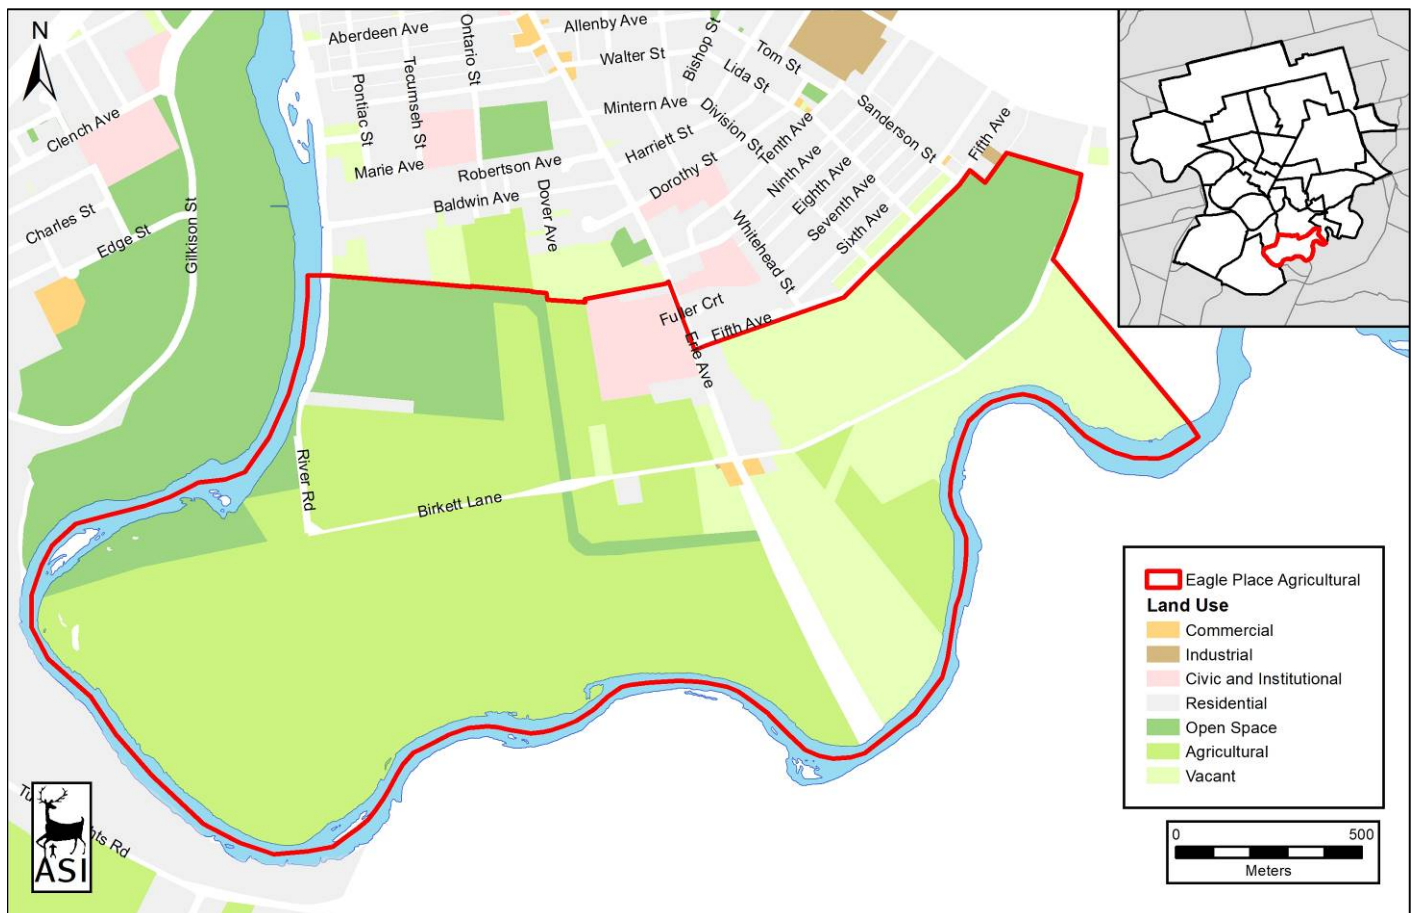 N
Aberdeen Ave
Ontario St
Allenby Ave
Bishop St
Tom St
Walter St
Lida St
Pontiac St
Tecumseh St
Mintern Ave
Division St
Sanderson St
Fifth Ave
Clench Ave
Harriett St
Tenth Ave
Marie Ave
Robertson Ave
Dorothy St
Ninth Ave
Eighth Ave
Seventh Ave
Sixth Ave
Baldwin Ave
Dover Ave
Whitehead St
Charles St
Edge St
Gilkison St
Fuller Crt
Fifth Ave
Erie Ave
River Rd
Birkett Lane
hts Rd
ASI
Eagle Place Agricultural
Land Use
Commercial
Industrial
Civic and Institutional
Residential
Open Space
Agricultural
Vacant
0 500
Meters